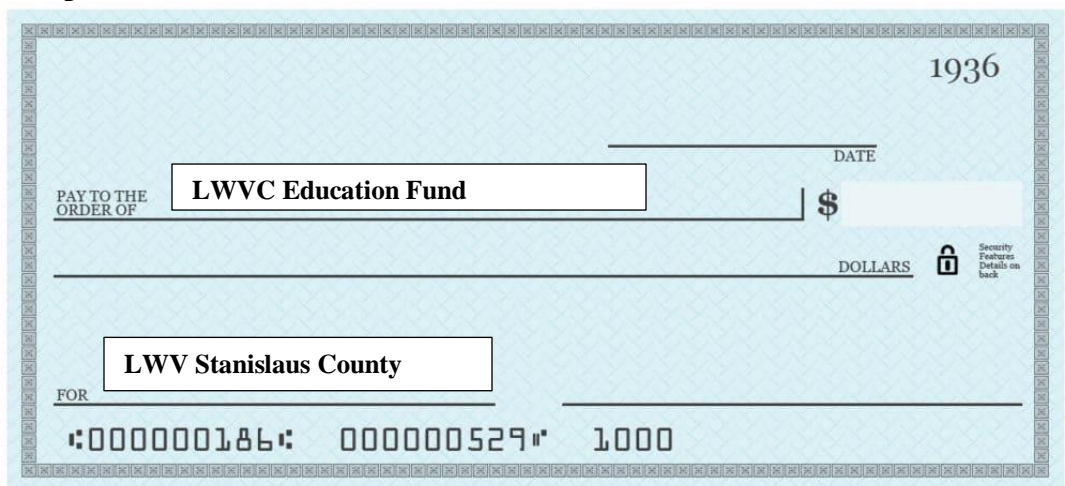 1936
DATE
PAY TO THE
ORDER OF
LWVC Education Fund
$
DOLLARS
Security
Features
Details on
back
LWV Stanislaus County
FOR
⑆000000186⑆ 000000529⑈ 1000